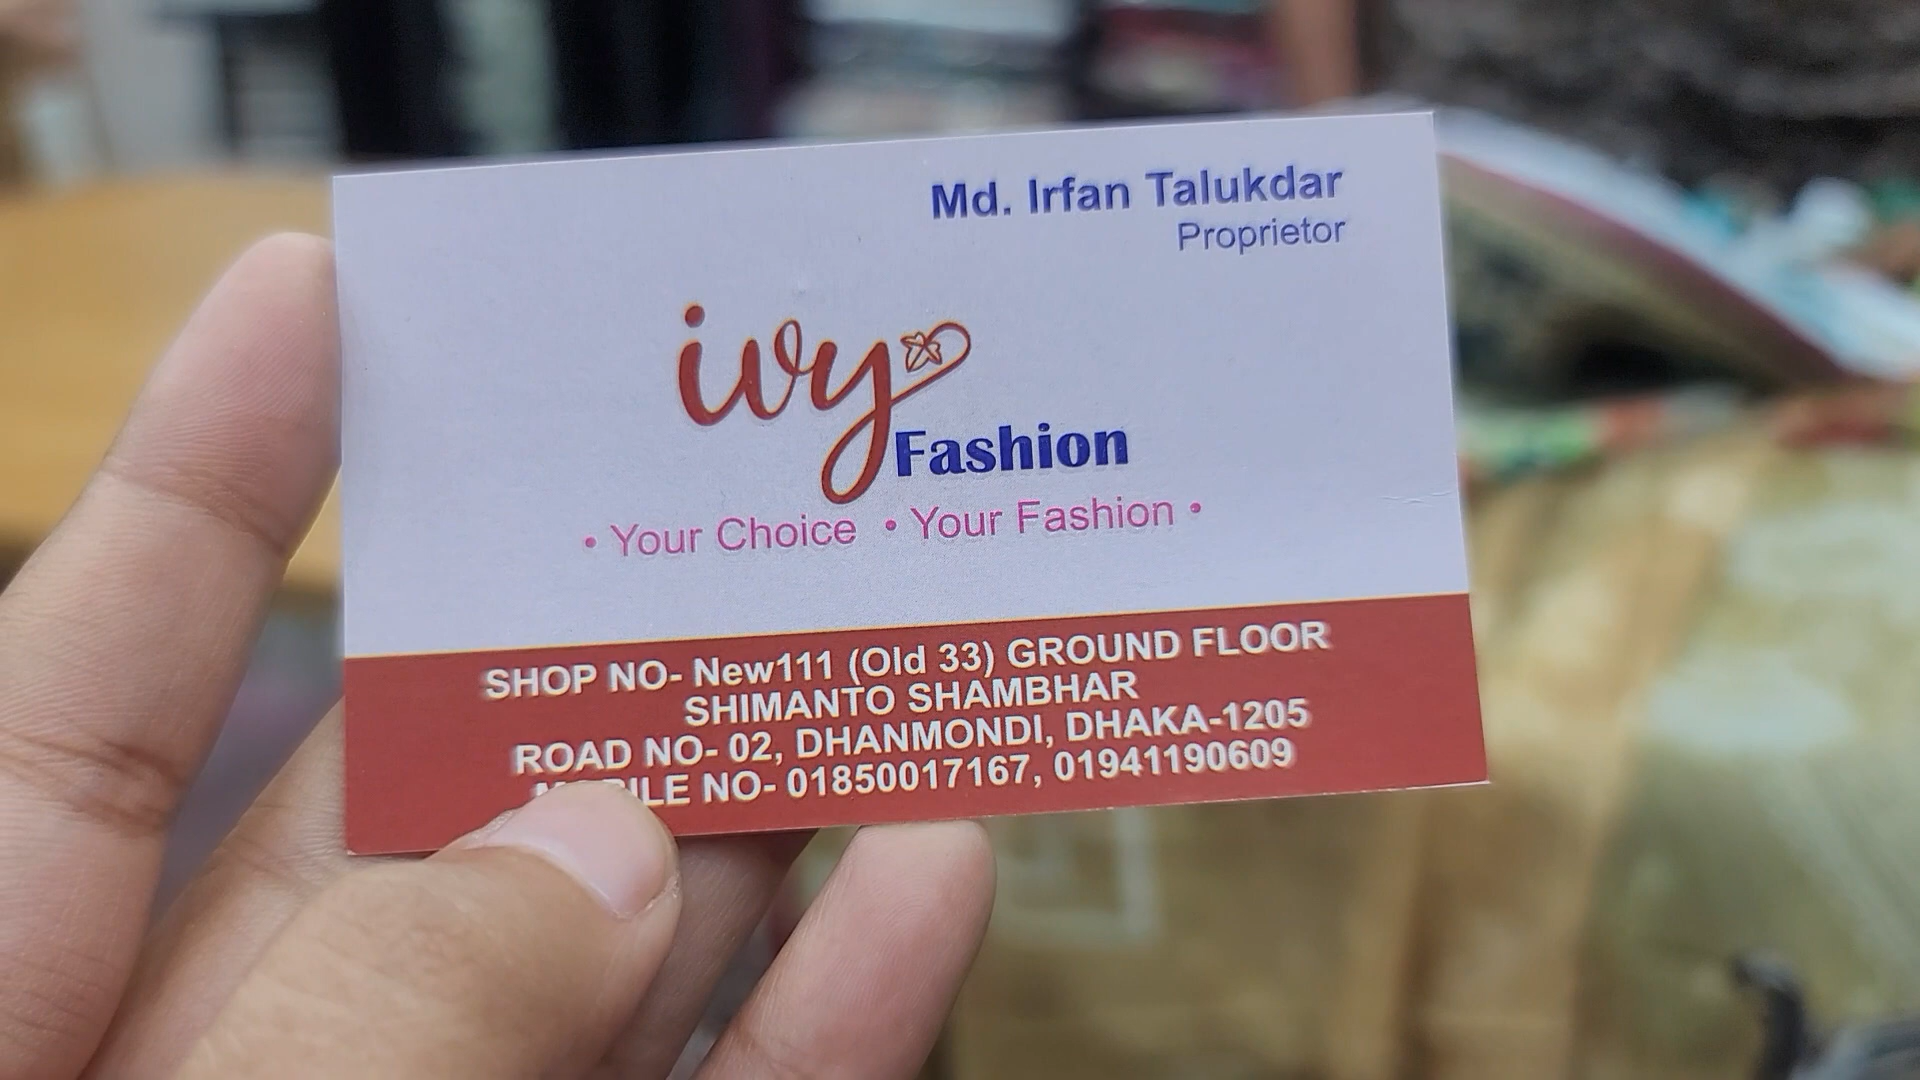 Md. Irfan Talukdar
Proprietor
ivy
Fashion
• Your Choice • Your Fashion •
SHOP NO- New111 (Old 33) GROUND FLOOR
SHIMANTO SHAMBHAR
ROAD NO- 02, DHANMONDI, DHAKA-1205
NO- 01850017167, 01941190609